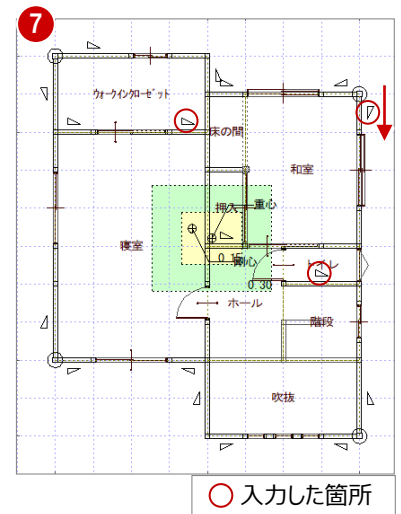 7
ウォークインクローゼット
床の間
和室
押入
重心
寝室
0.15
剛心
トイレ
0.30
ホール
階段
吹抜
入力した箇所